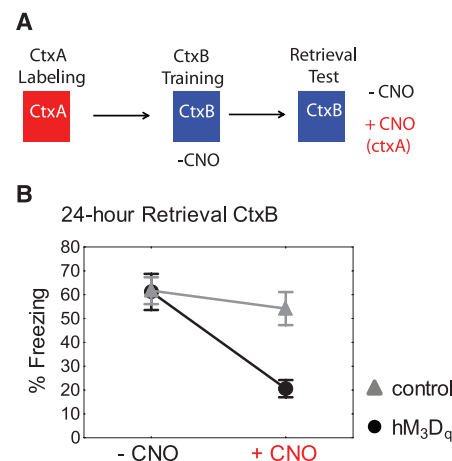 A
CtxA
Labeling
CtxA
CtxB
Training
CtxB
-CNO
Retrieval
Test
CtxB
- CNO
+ CNO
(ctxA)
B
24-hour Retrieval CtxB
% Freezing
80
70
60
50
40
30
20
10
0
- CNO
+ CNO
control
hM₃Dq